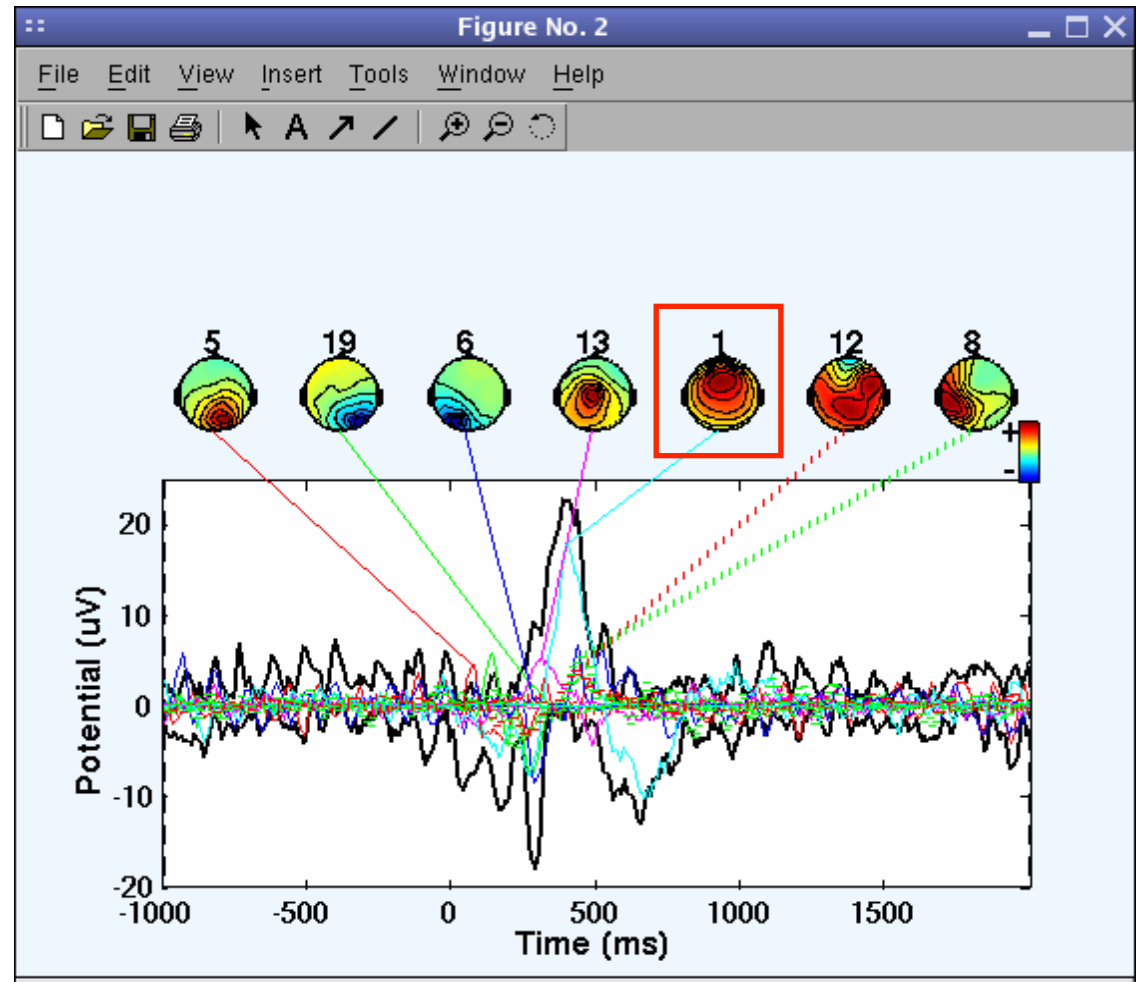 Figure No. 2
File Edit View Insert Tools Window Help
A
5 19 6 13 1 12 8
+
-
20
10
0
-10
-20
Potential (uV)
-1000 -500 0 500 1000 1500
Time (ms)